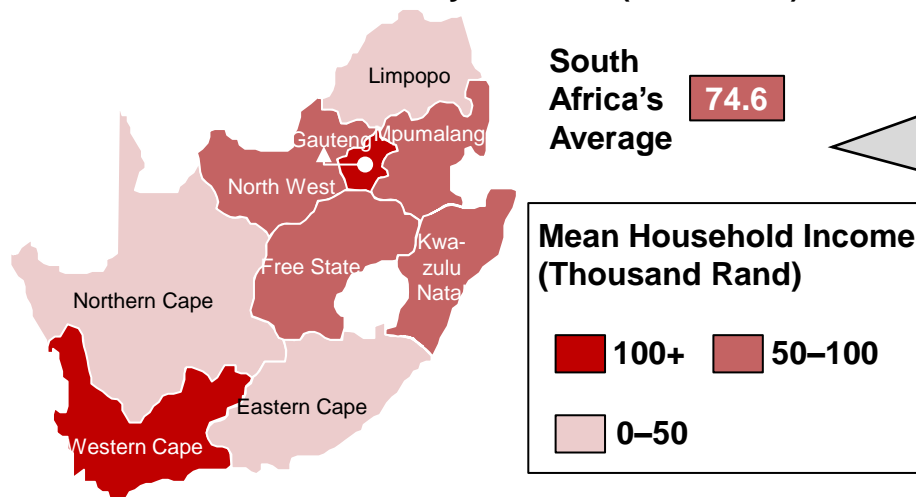 Limpopo
South
Africa's
Average
74.6
Gauteng
Mpumalang
North West
Kwa-
zulu
Natal
Free State
Northern Cape
Eastern Cape
Western Cape
Mean Household Income
(Thousand Rand)
100+
50–100
0–50